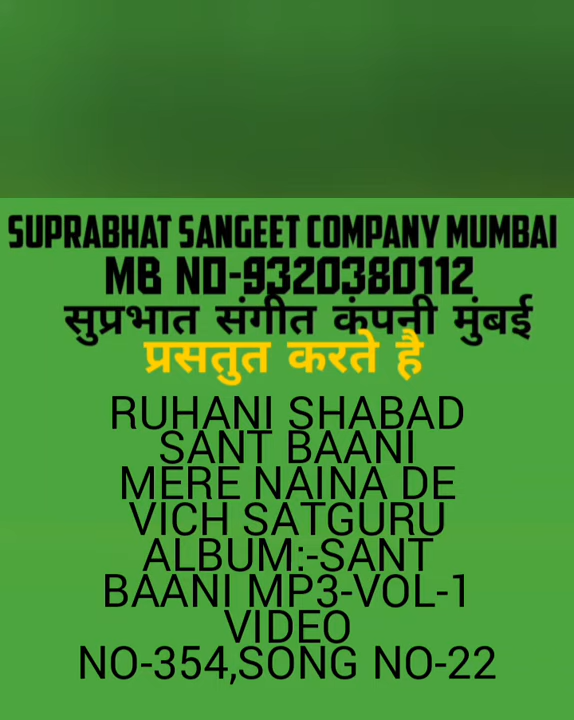 SUPRABHAT SANGEET COMPANY MUMBAI
MB NO-9320380112
सुप्रभात संगीत कंपनी मुंबई
प्रसतुत करते है
RUHANI SHABAD
SANT BAANI
MERE NAINA DE
VICH SATGURU
ALBUM:-SANT
BAANI MP3-VOL-1
VIDEO
NO-354,SONG NO-22